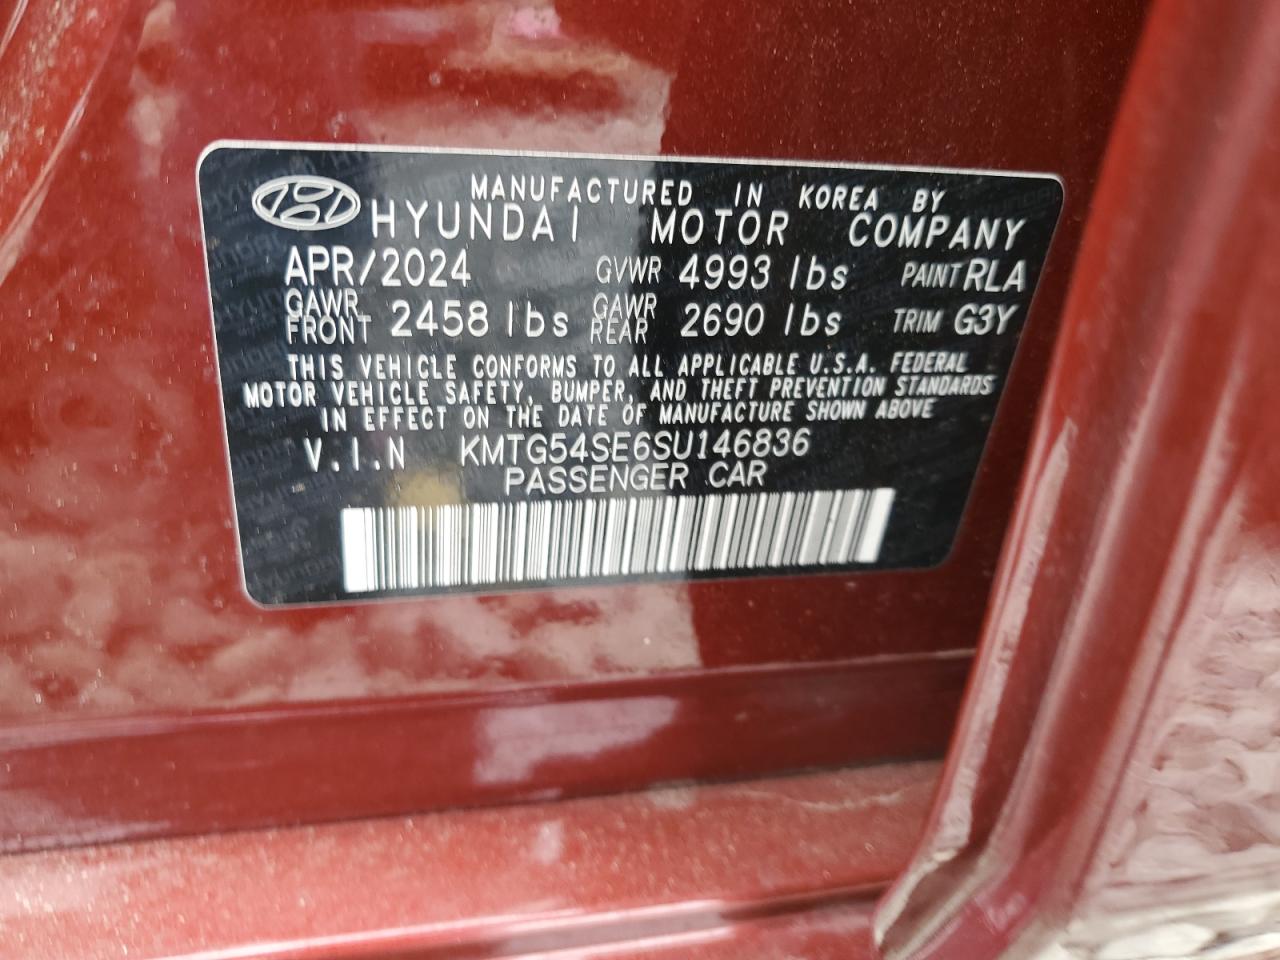 MANUFACTURED IN KOREA BY
HYUNDAI MOTOR COMPANY
APR/2024 GVWR 4993 lbs PAINT RLA
GAWR FRONT 2458 lbs GAWR REAR 2690 lbs TRIM G3Y
THIS VEHICLE CONFORMS TO ALL APPLICABLE U.S.A. FEDERAL
MOTOR VEHICLE SAFETY, BUMPER, AND THEFT PREVENTION STANDARDS
IN EFFECT ON THE DATE OF MANUFACTURE SHOWN ABOVE
V.I.N KMTG54SE6SU146836
PASSENGER CAR